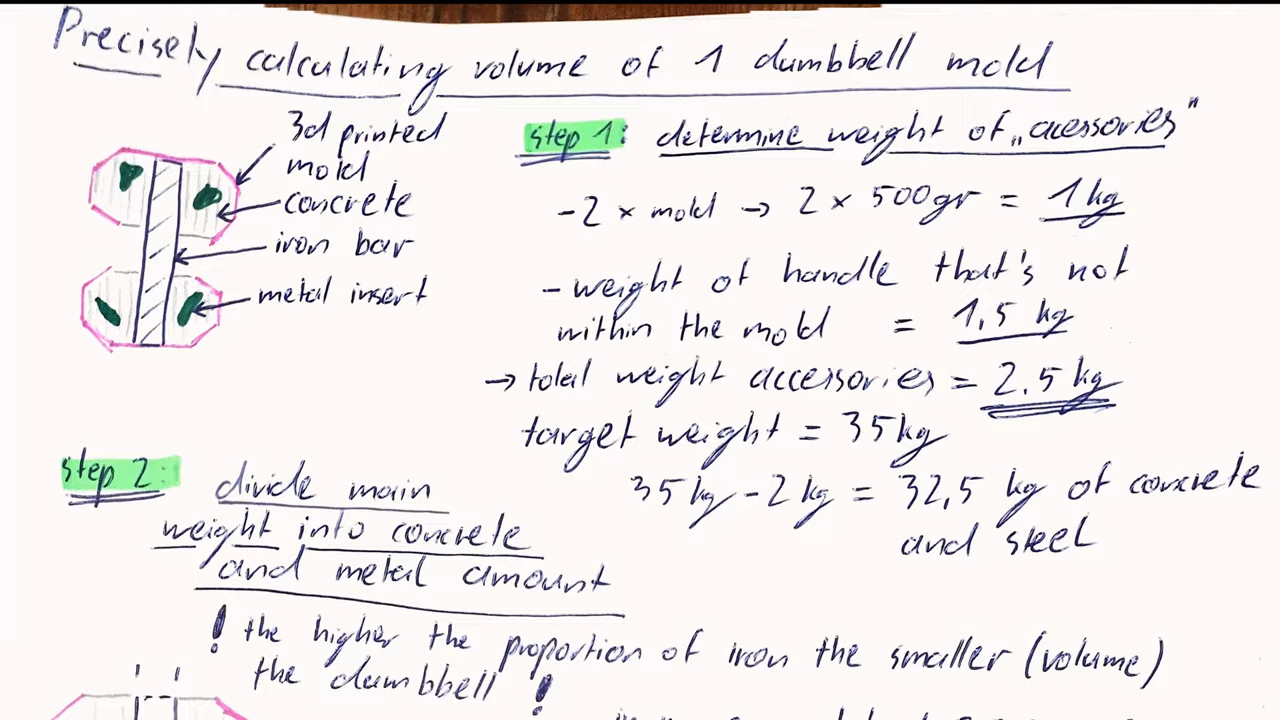 Precisely calculating volume of 1 dumbbell mold
3d printed
mold
concrete
iron bar
metal insert
step 1: determine weight of „acessories"
- 2 x mold → 2 x 500gr = 1 kg
- weight of handle that's not
within the mold = 1,5 kg
→ total weight accessories = 2,5 kg
target weight = 35kg
35 kg - 2 kg = 32,5 kg of concrete
and steel
step 2: divide main
weight into concrete
and metal amount
! the higher the proportion of iron the smaller (volume)
the dumbbell !